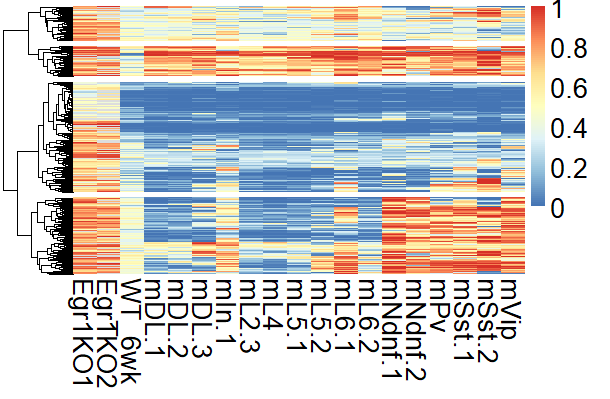 1
0.8
0.6
0.4
0.2
0
Egr1KO1
Egr1KO2
WT_6wk
mDL.1
mDL.2
mDL.3
mIn.1
mL2.3
mL4
mL5.1
mL5.2
mL6.1
mL6.2
mNdnf.1
mNdnf.2
mPv
mSst.1
mSst.2
mVip